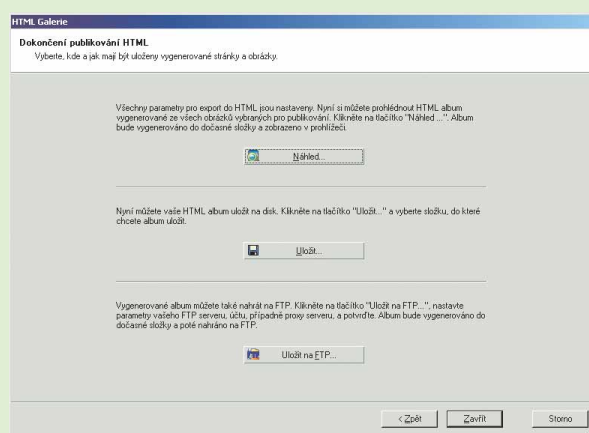 HTML Galerie
Dokončení publikování HTML
Vyberte, kde a jak mají být uloženy vygenerované stránky a obrázky.
Všechny parametry pro export do HTML jsou nastaveny. Nyní si můžete prohlédnout HTML album
vygenerované ze všech obrázků vybraných pro publikování. Klikněte na tlačítko "Náhled ...". Album
bude vygenerováno do dočasné složky a zobrazeno v prohlížeči.
Náhled...
Nyní můžete vaše HTML album uložit na disk. Klikněte na tlačítko "Uložit..." a vyberte složku, do které
chcete album uložit.
Uložit...
Vygenerované album můžete také nahrát na FTP. Klikněte na tlačítko "Uložit na FTP...", nastavte
parametry vašeho FTP serveru, účtu, případně proxy serveru, a potvrďte. Album bude vygenerováno do
dočasné složky a poté nahráno na FTP.
Uložit na FTP...
< Zpět Zavřít Storno